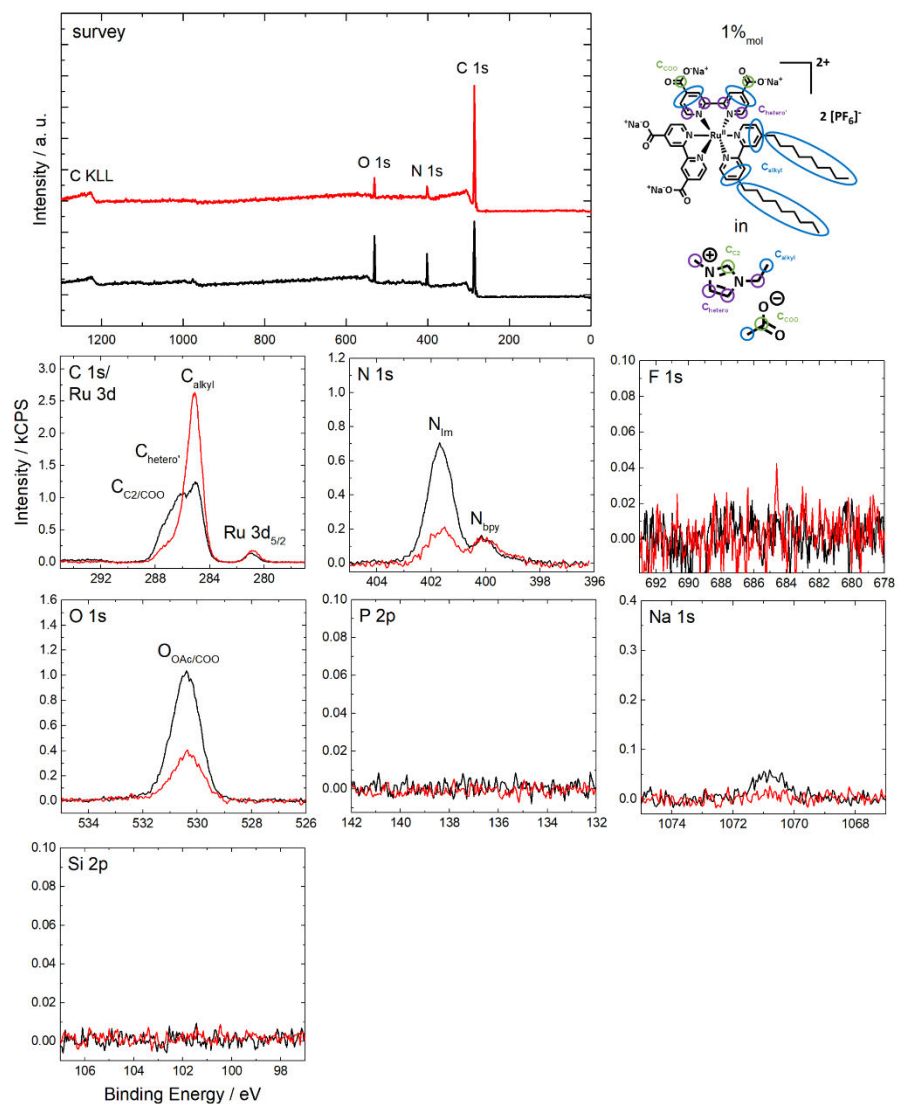 survey
Intensity / a. u.
C KLL
O 1s
N 1s
C 1s
1200 1000 800 600 400 200 0
1%mol
CCOO
O⁻Na⁺
O
O
O⁻Na⁺
2+
N
N
Chetero'
2 [PF₆]⁻
⁺Na⁻O
O
N
Ruᴵᴵ
N
N
N
Calkyl
⁺Na⁻O
O
in
CC2
Calkyl
N
⊕
N
Chetero
O
⊖
CCOO
O
C 1s/
Ru 3d
Calkyl
Chetero'
CC2/COO
Ru 3d5/2
Intensity / kCPS
3.0
2.5
2.0
1.5
1.0
0.5
0.0
292 288 284 280
N 1s
NIm
Nbpy
1.2
1.0
0.8
0.6
0.4
0.2
0.0
404 402 400 398 396
F 1s
0.10
0.08
0.06
0.04
0.02
0.00
692 690 688 686 684 682 680 678
O 1s
OOAc/COO
1.6
1.4
1.2
1.0
0.8
0.6
0.4
0.2
0.0
534 532 530 528 526
P 2p
0.10
0.08
0.06
0.04
0.02
0.00
142 140 138 136 134 132
Na 1s
0.4
0.3
0.2
0.1
0.0
1074 1072 1070 1068
Si 2p
0.10
0.08
0.06
0.04
0.02
0.00
106 104 102 100 98
Binding Energy / eV